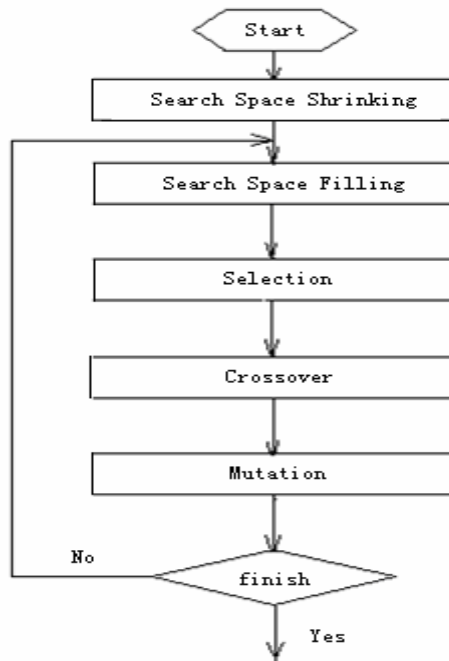 Start
Search Space Shrinking
Search Space Filling
Selection
Crossover
Mutation
No
finish
Yes